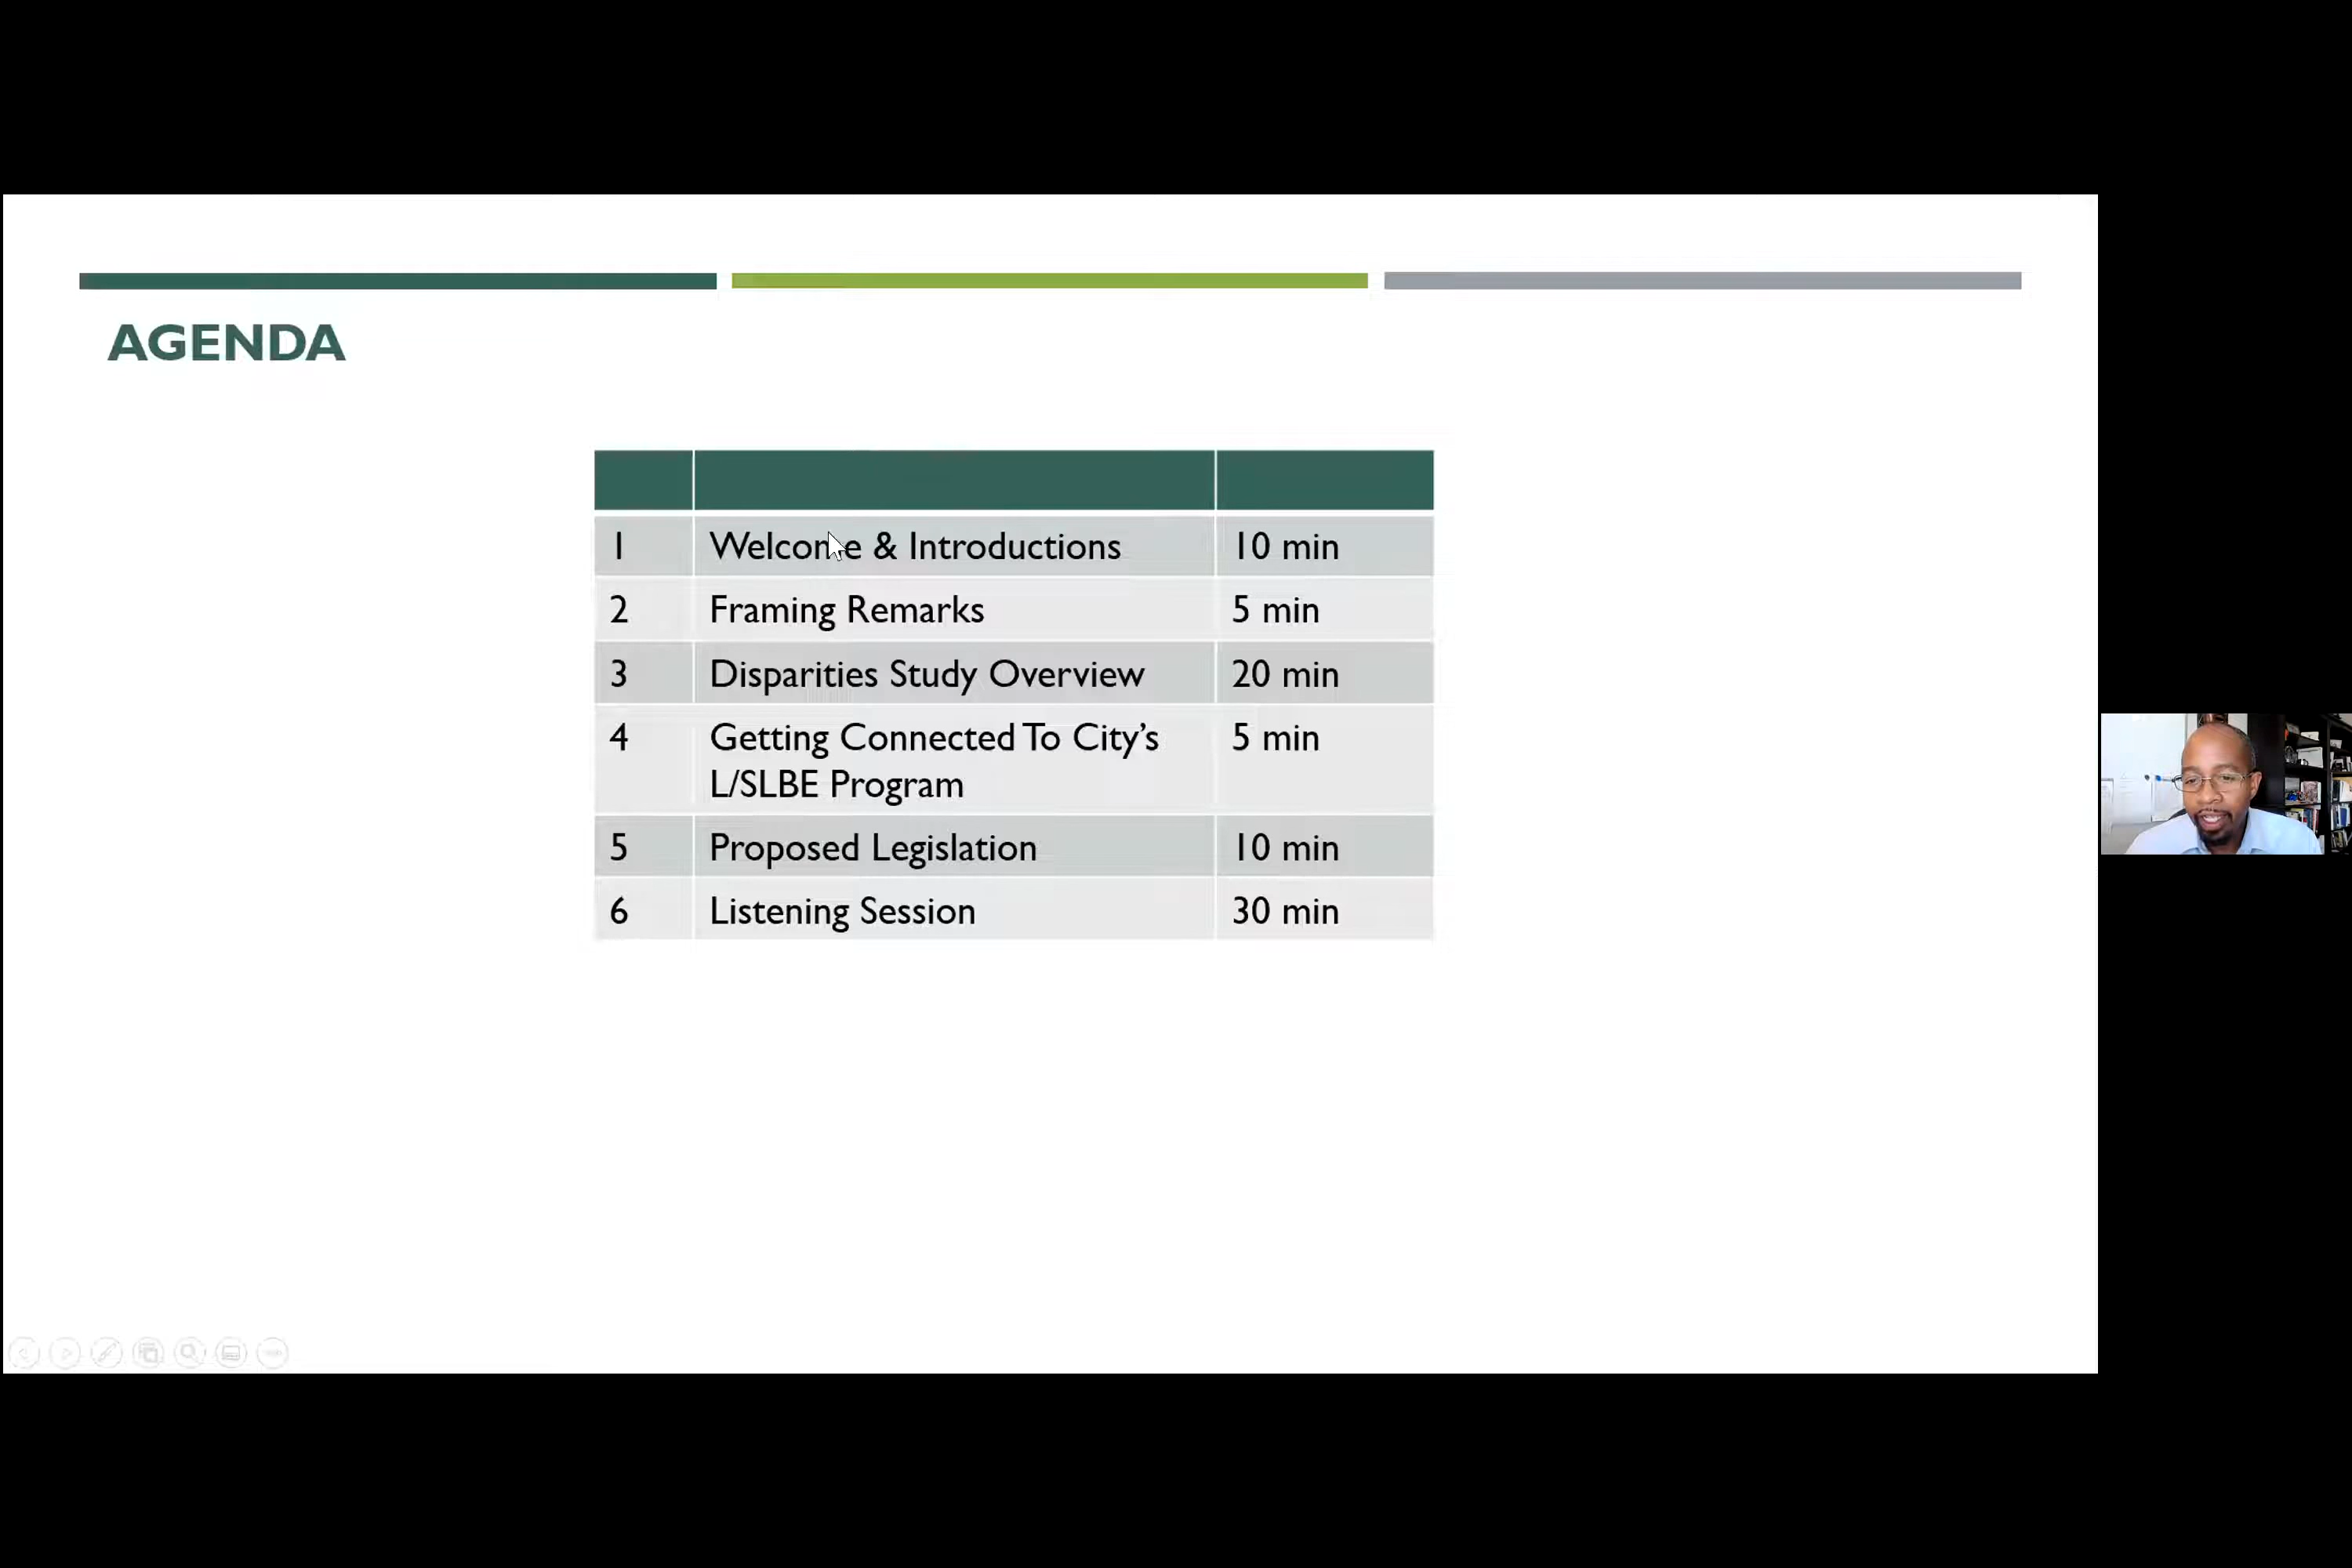 AGENDA
1 Welcome & Introductions 10 min
2 Framing Remarks 5 min
3 Disparities Study Overview 20 min
4 Getting Connected To City’s 5 min
L/SLBE Program
5 Proposed Legislation 10 min
6 Listening Session 30 min